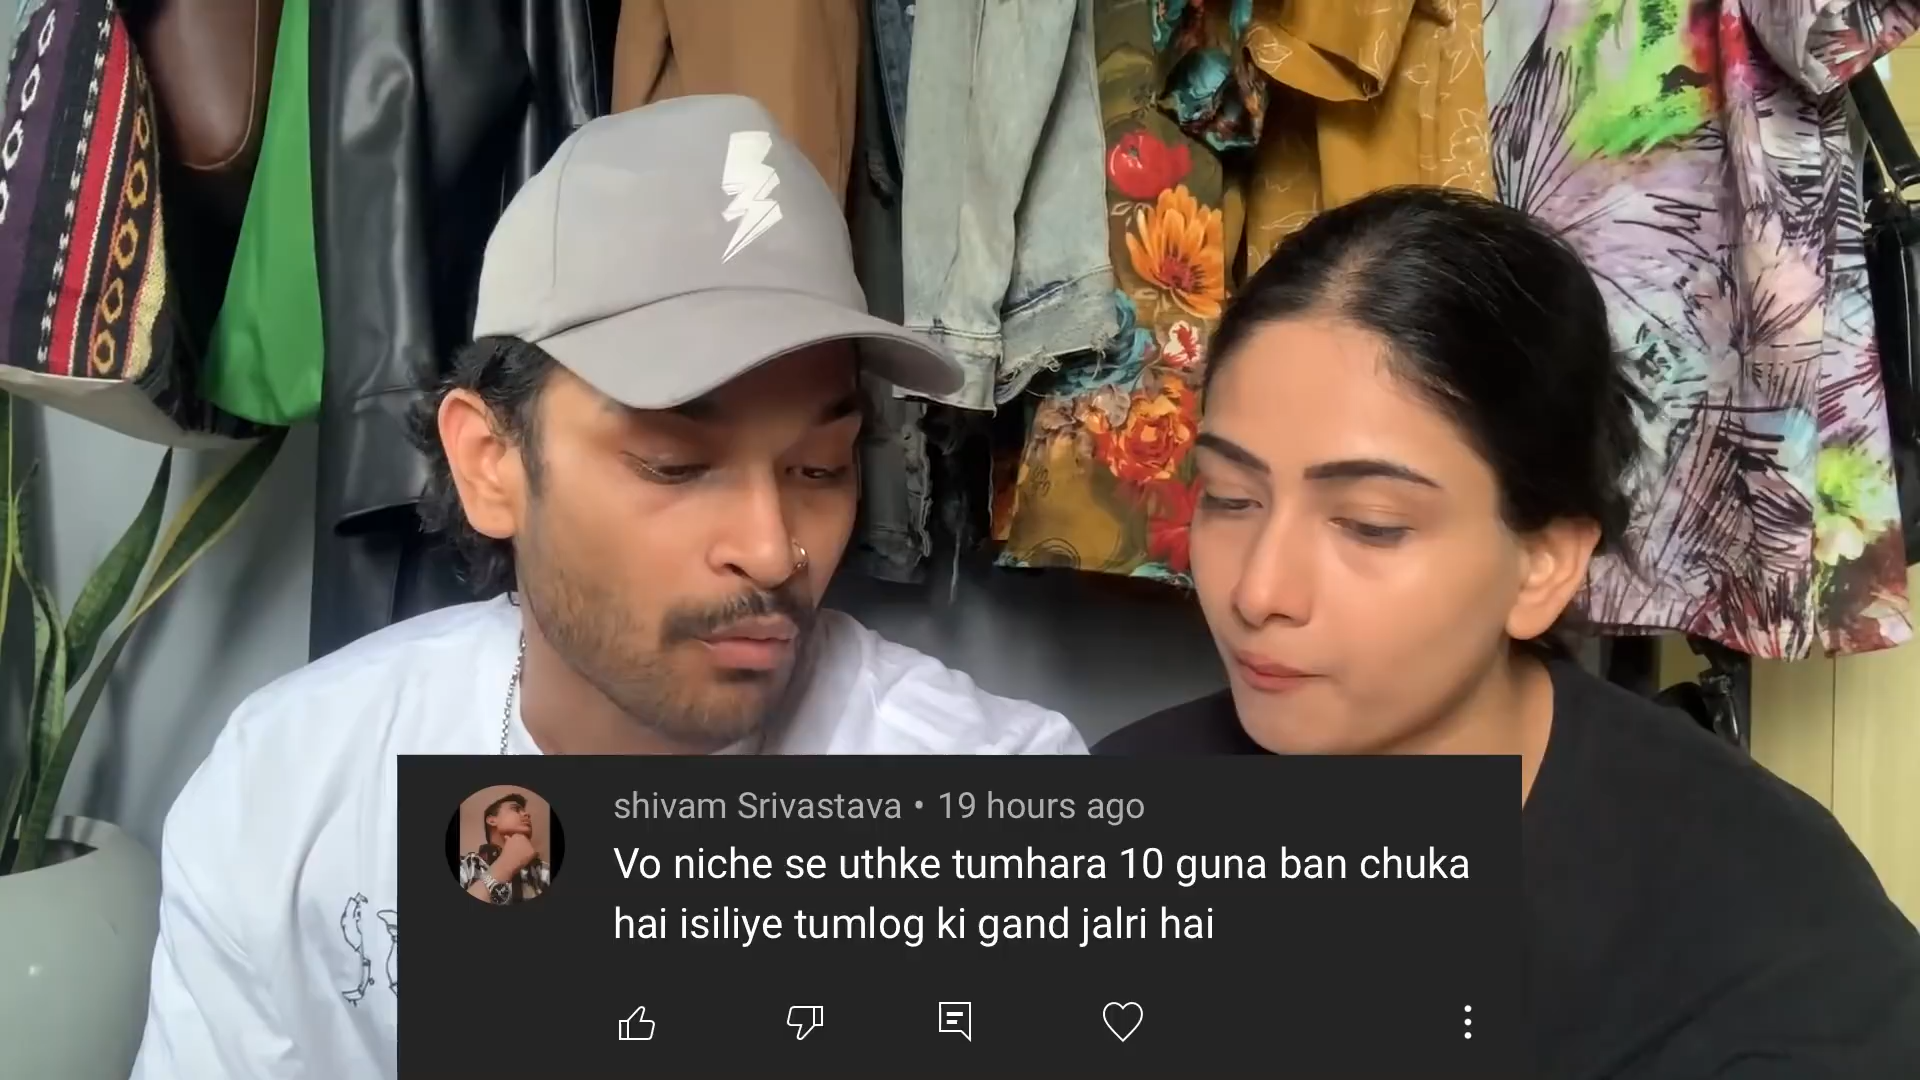 shivam Srivastava • 19 hours ago
Vo niche se uthke tumhara 10 guna ban chuka
hai isiliye tumlog ki gand jalri hai